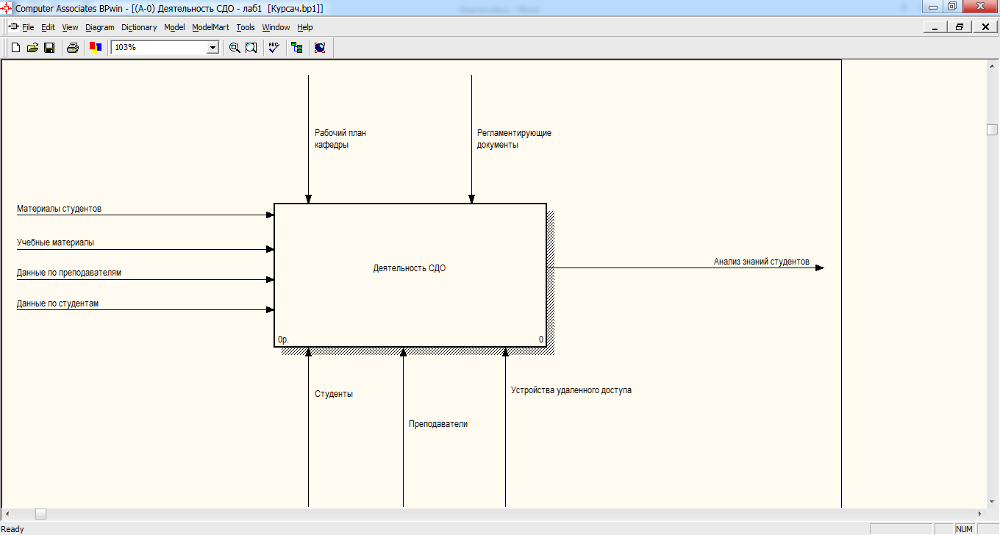 Computer Associates BPwin - [(A-0) Деятельность СДО - лаб1 [Курсач.bp1]]
File Edit View Diagram Dictionary Model ModelMart Tools Window Help
103%
ABC
Рабочий план
кафедры
Регламентирующие
документы
Материалы студентов
Учебные материалы
Данные по преподавателям
Данные по студентам
Деятельность СДО
Анализ знаний студентов
0р. 0
Студенты
Преподаватели
Устройства удаленного доступа
Ready NUM